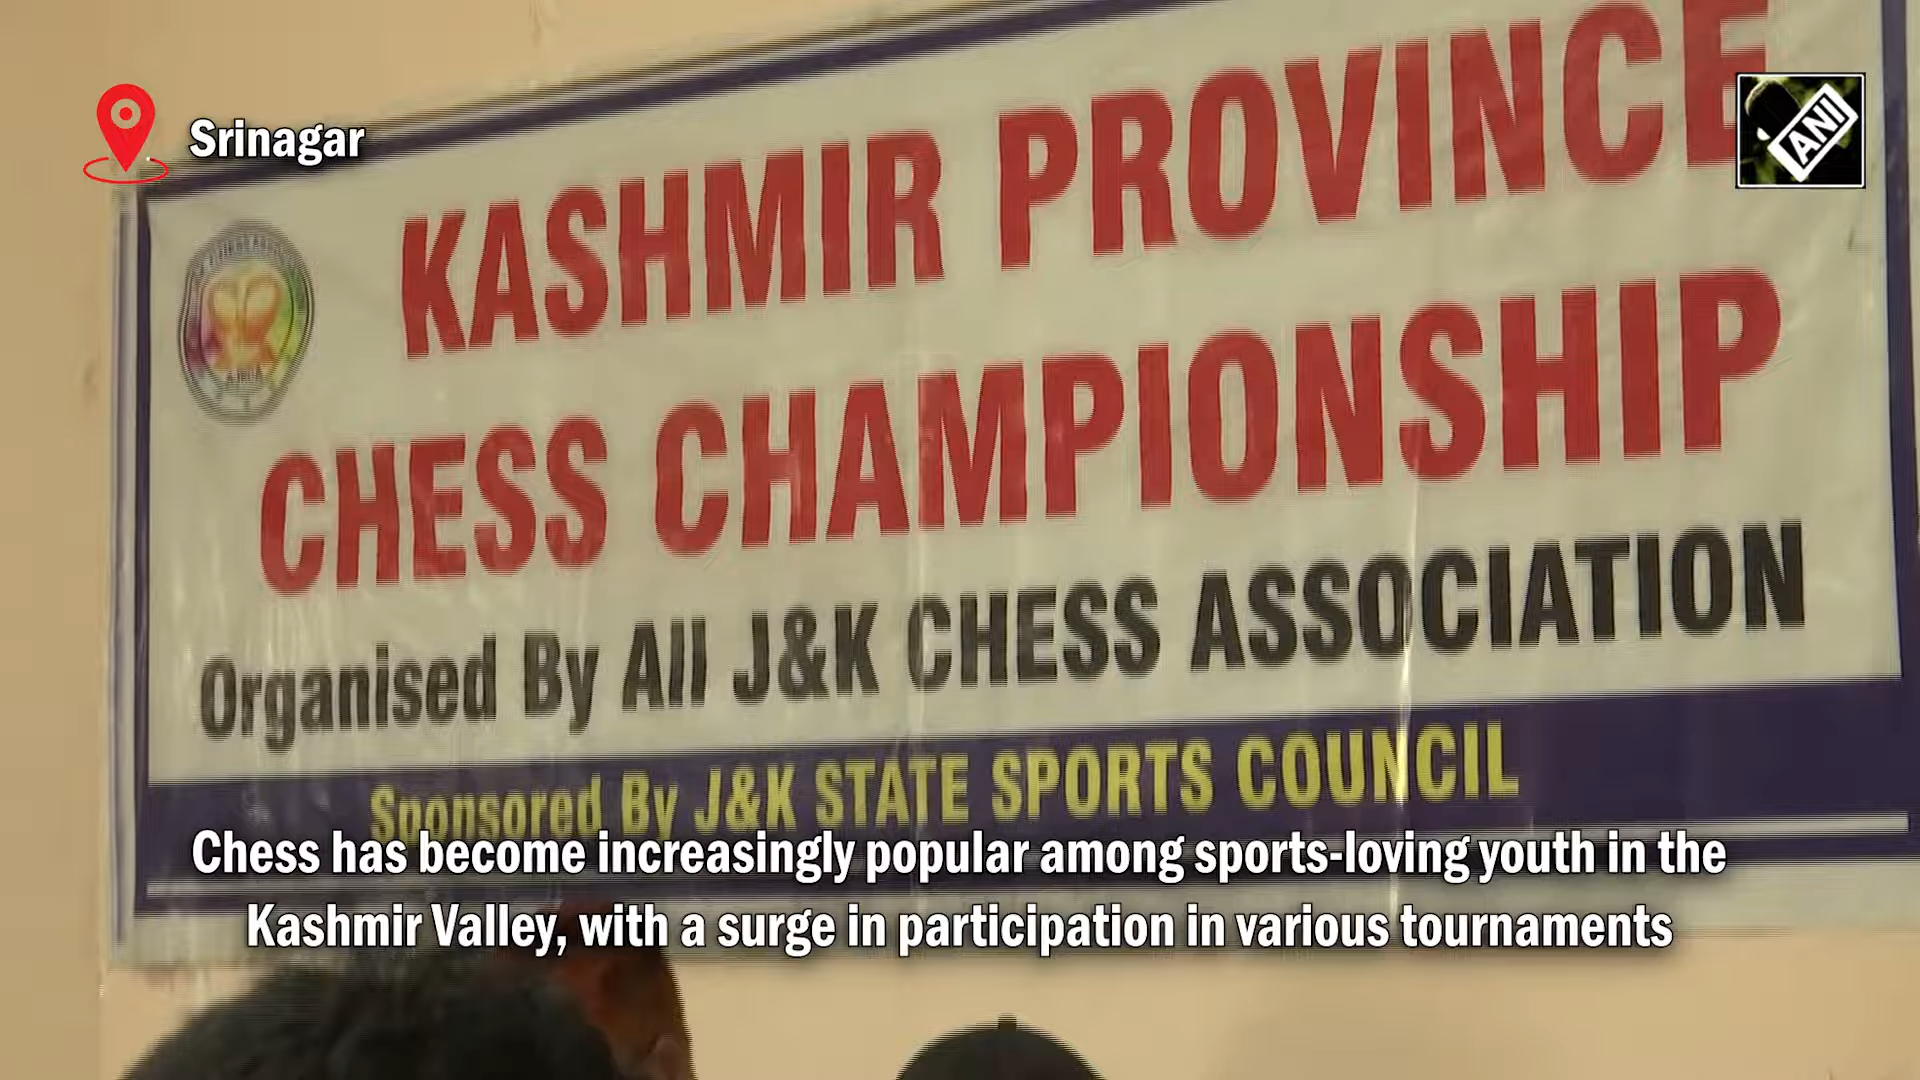 Srinagar
ANI
KASHMIR PROVINCE
CHESS CHAMPIONSHIP
Organised By All J&K CHESS ASSOCIATION
Sponsored By J&K STATE SPORTS COUNCIL
Chess has become increasingly popular among sports-loving youth in the
Kashmir Valley, with a surge in participation in various tournaments